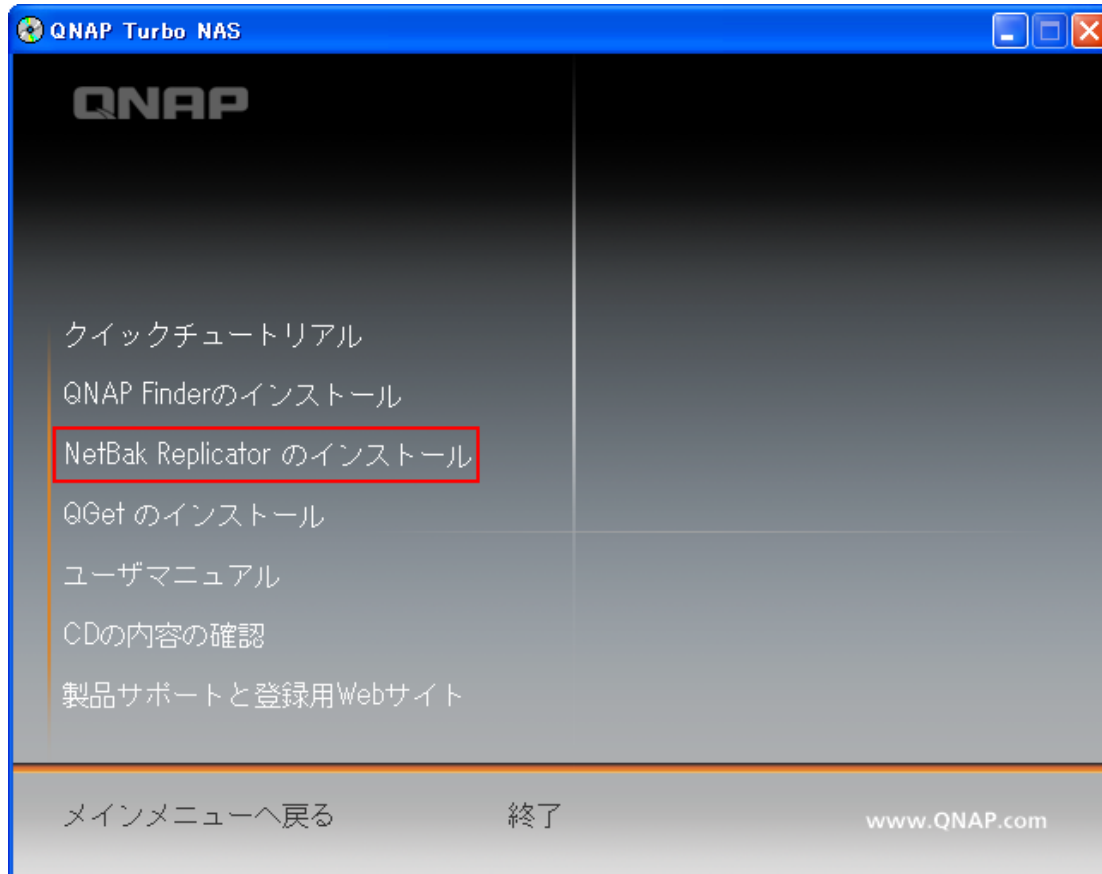 QNAP Turbo NAS
QNAP
クイックチュートリアル
QNAP Finderのインストール
NetBak Replicator のインストール
QGet のインストール
ユーザマニュアル
CDの内容の確認
製品サポートと登録用Webサイト
メインメニューへ戻る 終了 www.QNAP.com